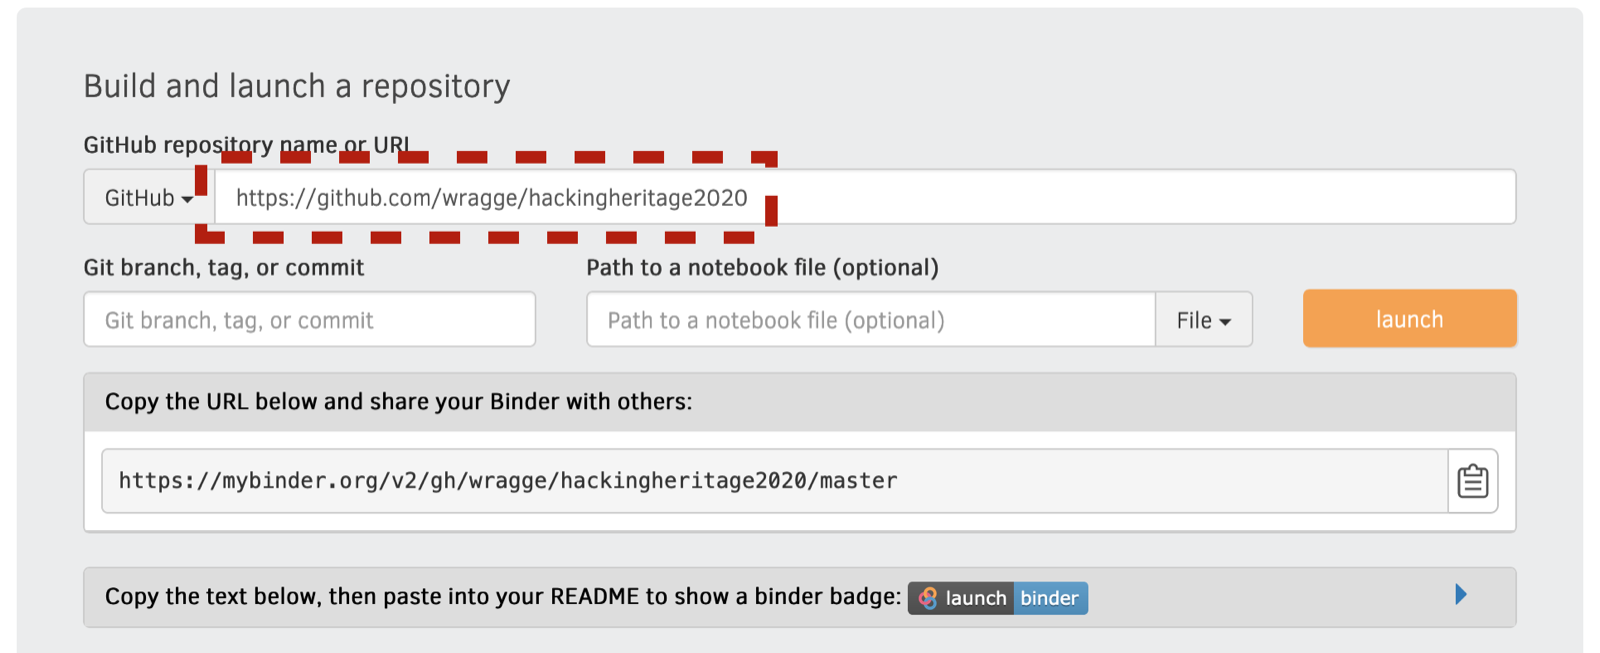 Build and launch a repository
GitHub repository name or URL
GitHub https://github.com/wragge/hackingheritage2020
Git branch, tag, or commit Path to a notebook file (optional)
Git branch, tag, or commit Path to a notebook file (optional) File launch
Copy the URL below and share your Binder with others:
https://mybinder.org/v2/gh/wragge/hackingheritage2020/master
Copy the text below, then paste into your README to show a binder badge: launch binder